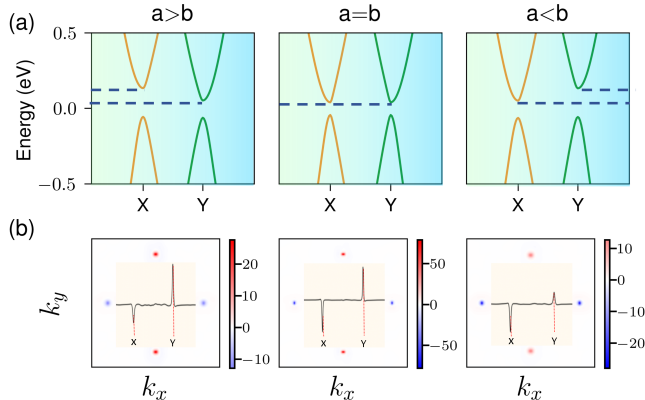 (a)
a>b
a=b
a<b
Energy (eV)
0.5
0.0
−0.5
X Y
X Y
X Y
(b)
k_y
X Y
20
10
0
−10
X Y
50
0
−50
X Y
10
0
−10
−20
k_x
k_x
k_x